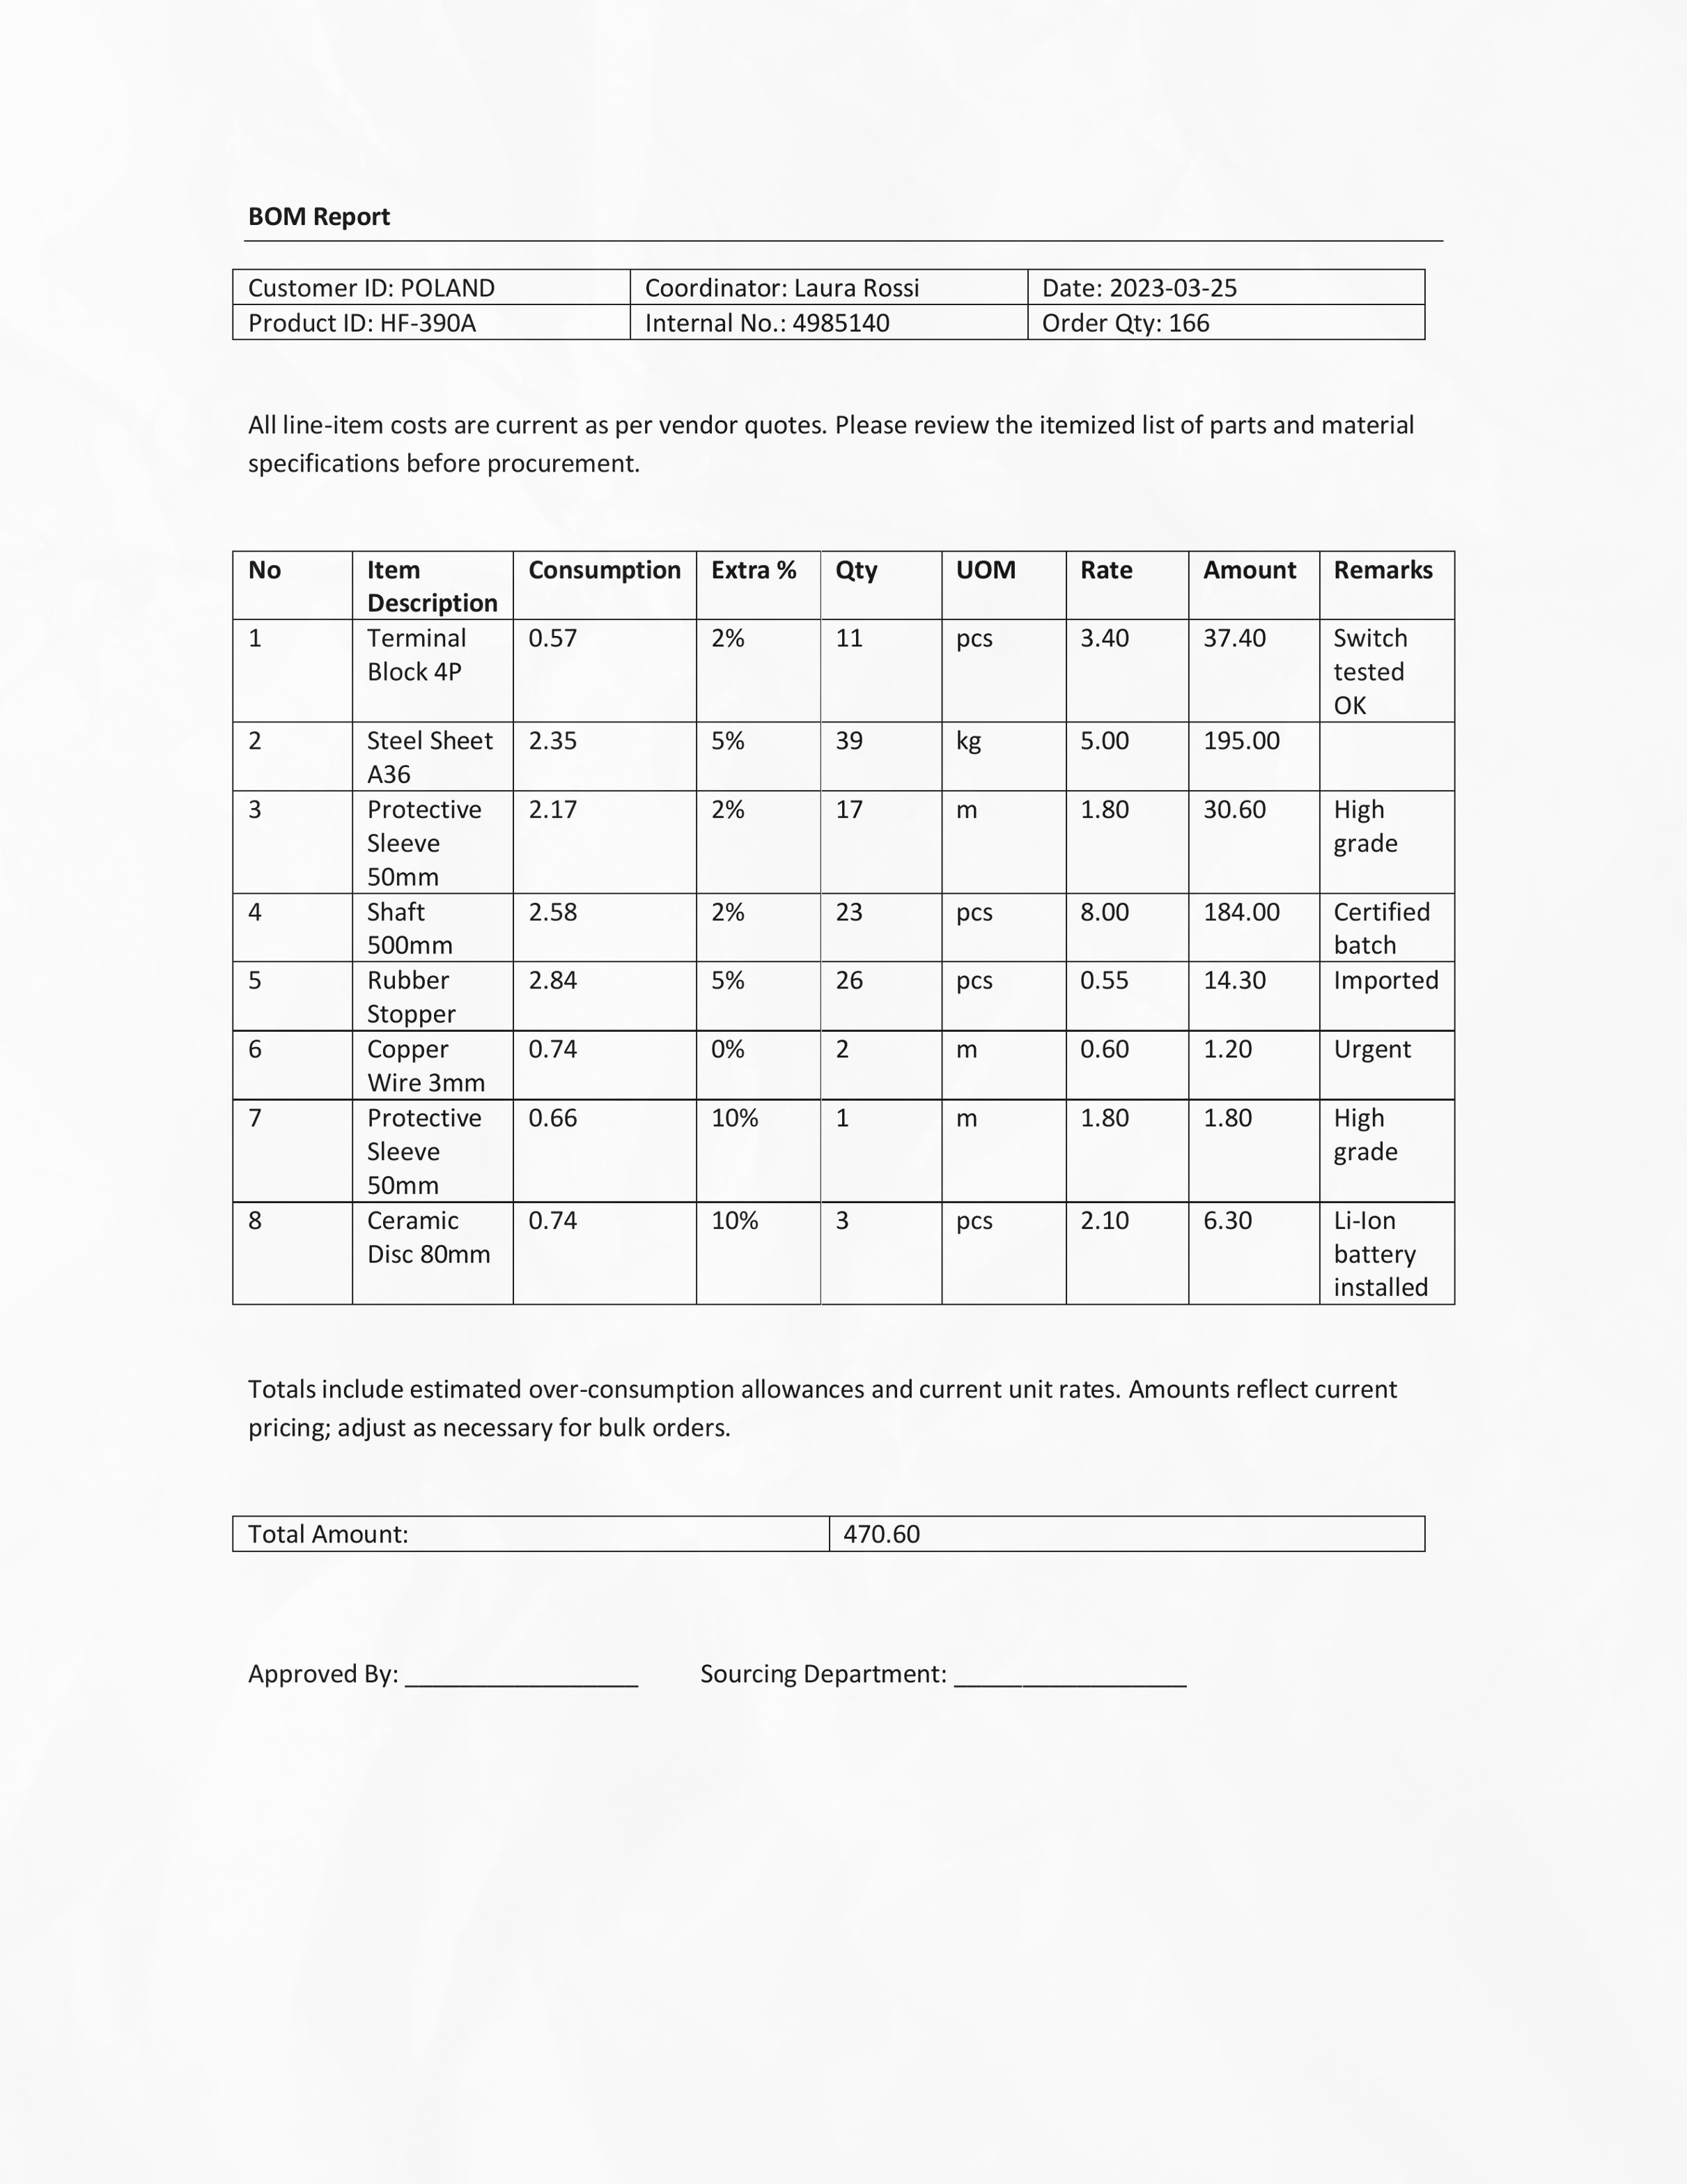 BOM Report
Customer ID: POLAND Coordinator: Laura Rossi Date: 2023-03-25
Product ID: HF-390A Internal No.: 4985140 Order Qty: 166
All line-item costs are current as per vendor quotes. Please review the itemized list of parts and material
specifications before procurement.
No Item Description Consumption Extra % Qty UOM Rate Amount Remarks
1 Terminal Block 4P 0.57 2% 11 pcs 3.40 37.40 Switch tested OK
2 Steel Sheet A36 2.35 5% 39 kg 5.00 195.00
3 Protective Sleeve 50mm 2.17 2% 17 m 1.80 30.60 High grade
4 Shaft 500mm 2.58 2% 23 pcs 8.00 184.00 Certified batch
5 Rubber Stopper 2.84 5% 26 pcs 0.55 14.30 Imported
6 Copper Wire 3mm 0.74 0% 2 m 0.60 1.20 Urgent
7 Protective Sleeve 50mm 0.66 10% 1 m 1.80 1.80 High grade
8 Ceramic Disc 80mm 0.74 10% 3 pcs 2.10 6.30 Li-Ion battery installed
Totals include estimated over-consumption allowances and current unit rates. Amounts reflect current
pricing; adjust as necessary for bulk orders.
Total Amount: 470.60
Approved By: _________________ Sourcing Department: _________________